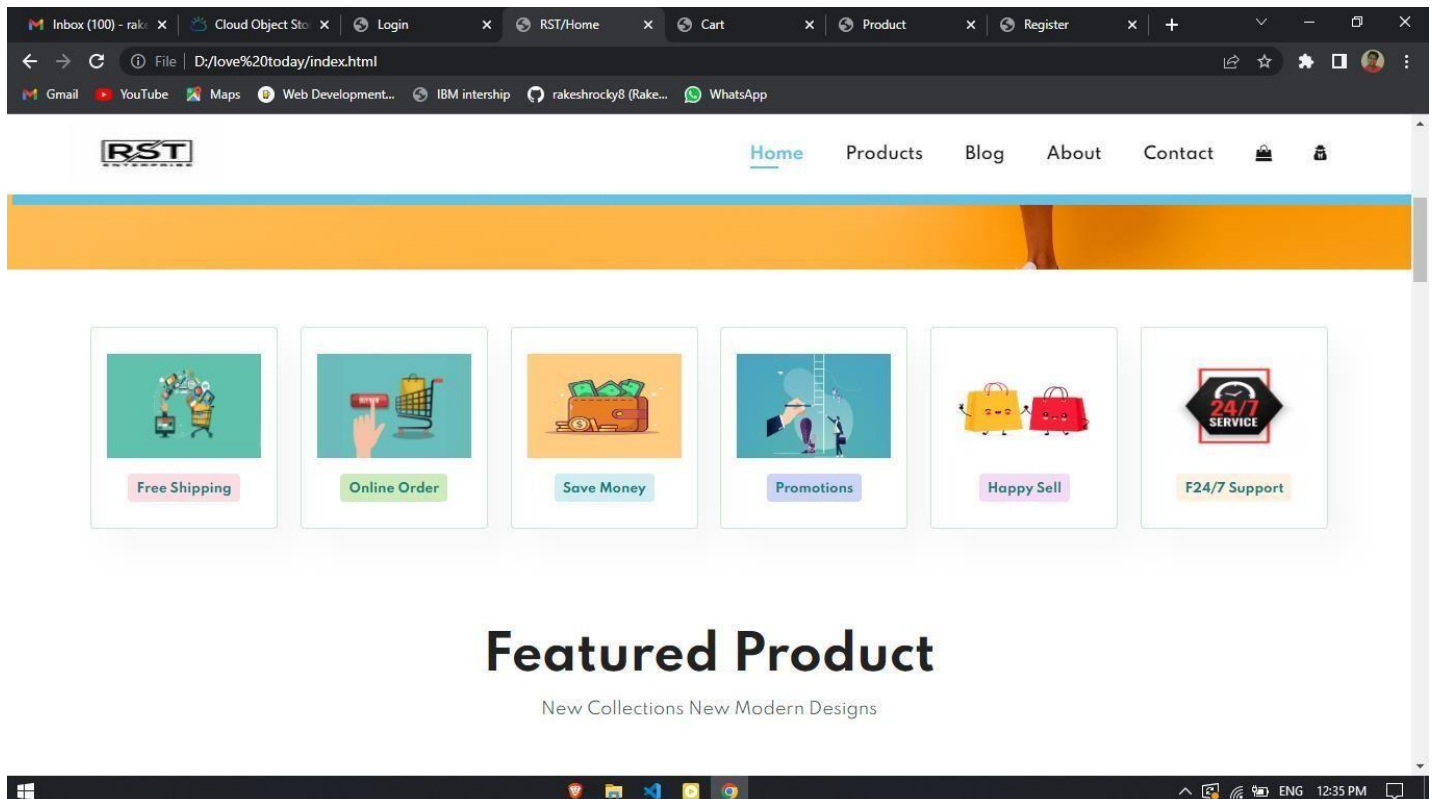 Inbox (100) - rake Cloud Object Sto Login RST/Home Cart Product Register
File D:/love%20today/index.html
Gmail YouTube Maps Web Development... IBM intership rakeshrocky8 (Rake... WhatsApp
RST Home Products Blog About Contact
ENTERPRISE
24/7
SERVICE
Free Shipping Online Order Save Money Promotions Happy Sell F24/7 Support
Featured Product
New Collections New Modern Designs
ENG 12:35 PM